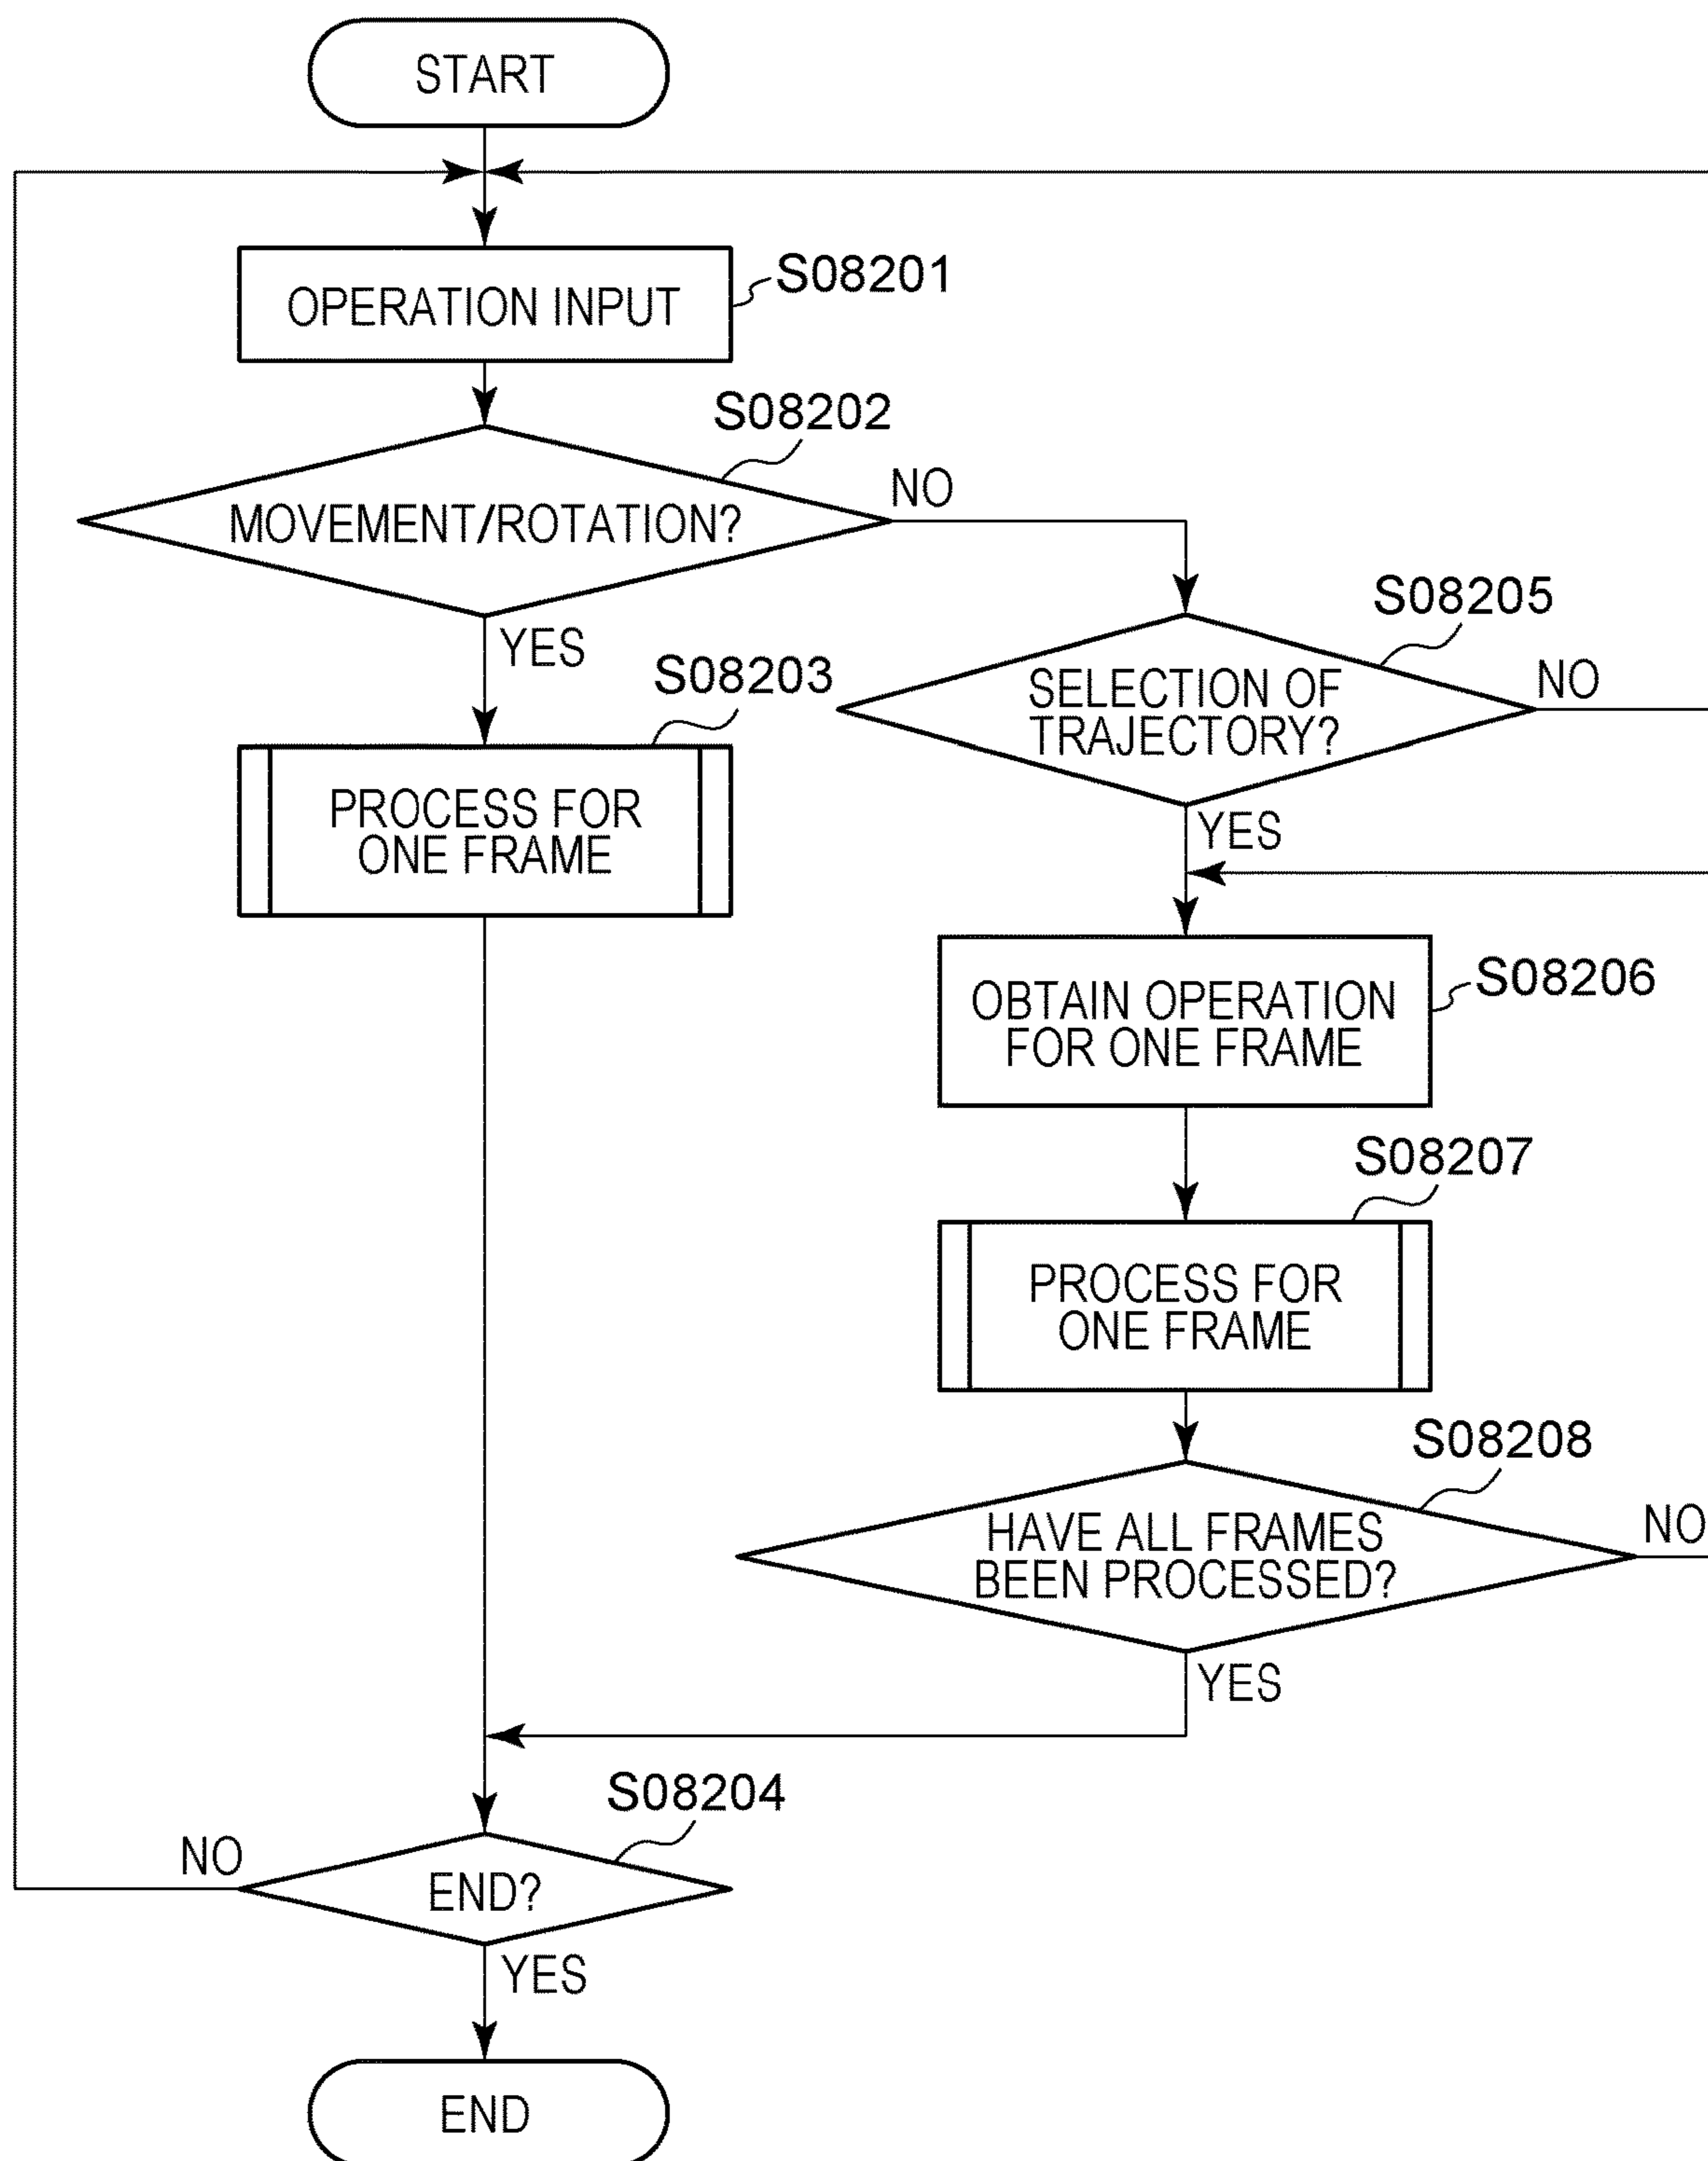 START
OPERATION INPUT
S08201
S08202
MOVEMENT/ROTATION?
NO
YES
S08203
PROCESS FOR
ONE FRAME
S08205
SELECTION OF
TRAJECTORY?
NO
YES
S08206
OBTAIN OPERATION
FOR ONE FRAME
S08207
PROCESS FOR
ONE FRAME
S08208
HAVE ALL FRAMES
BEEN PROCESSED?
NO
YES
S08204
END?
NO
YES
END